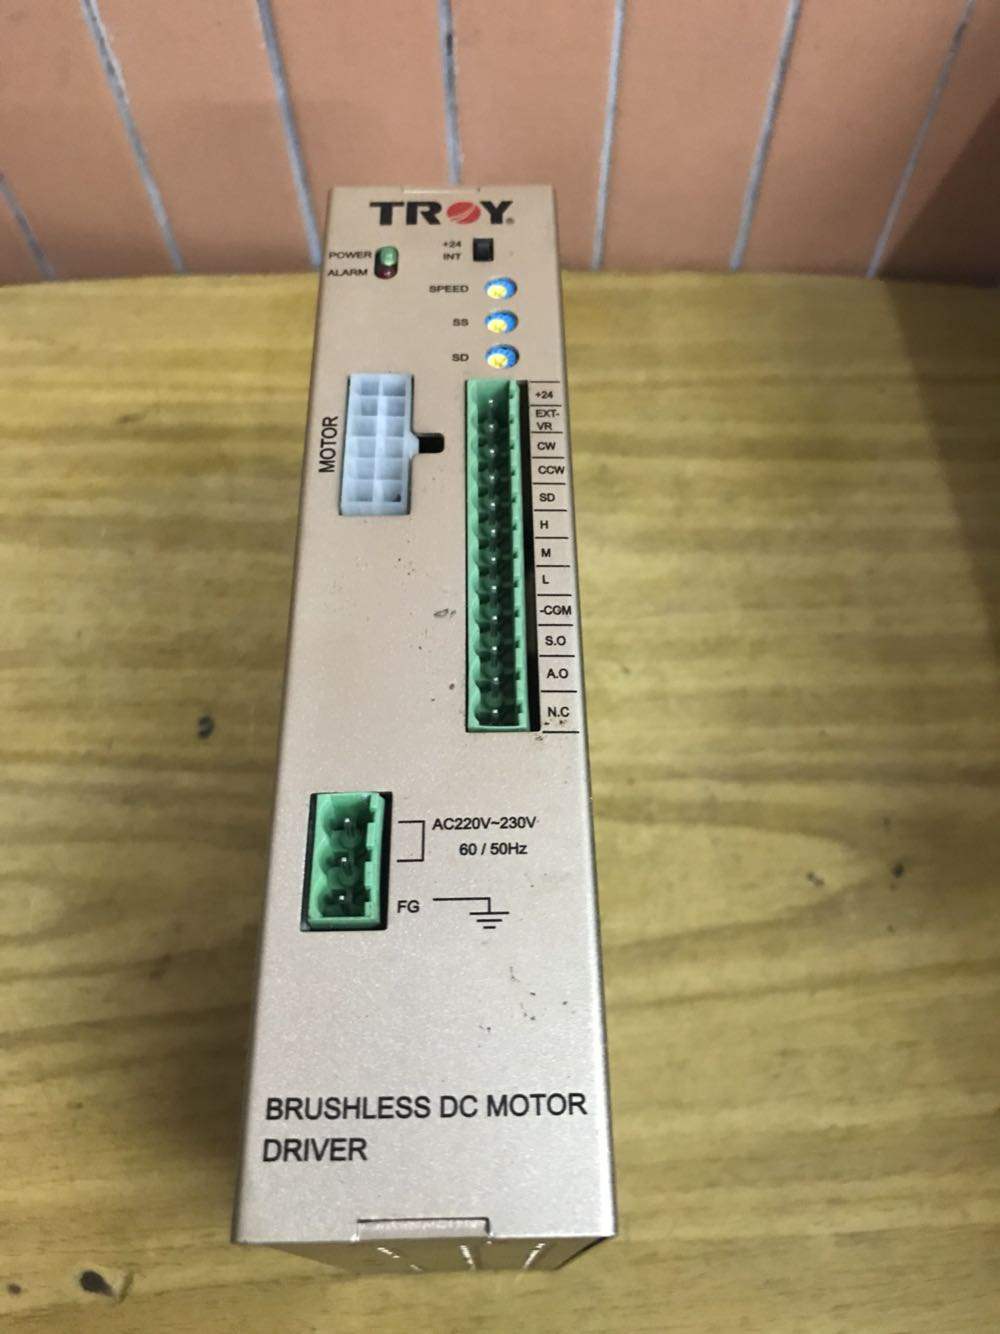 TROY®
POWER
ALARM
+24
INT
SPEED
SS
SD
MOTOR
+24
EXT-
VR
CW
CCW
SD
H
M
L
-COM
S.O
A.O
N.C
AC220V~230V
60 / 50Hz
FG
BRUSHLESS DC MOTOR
DRIVER